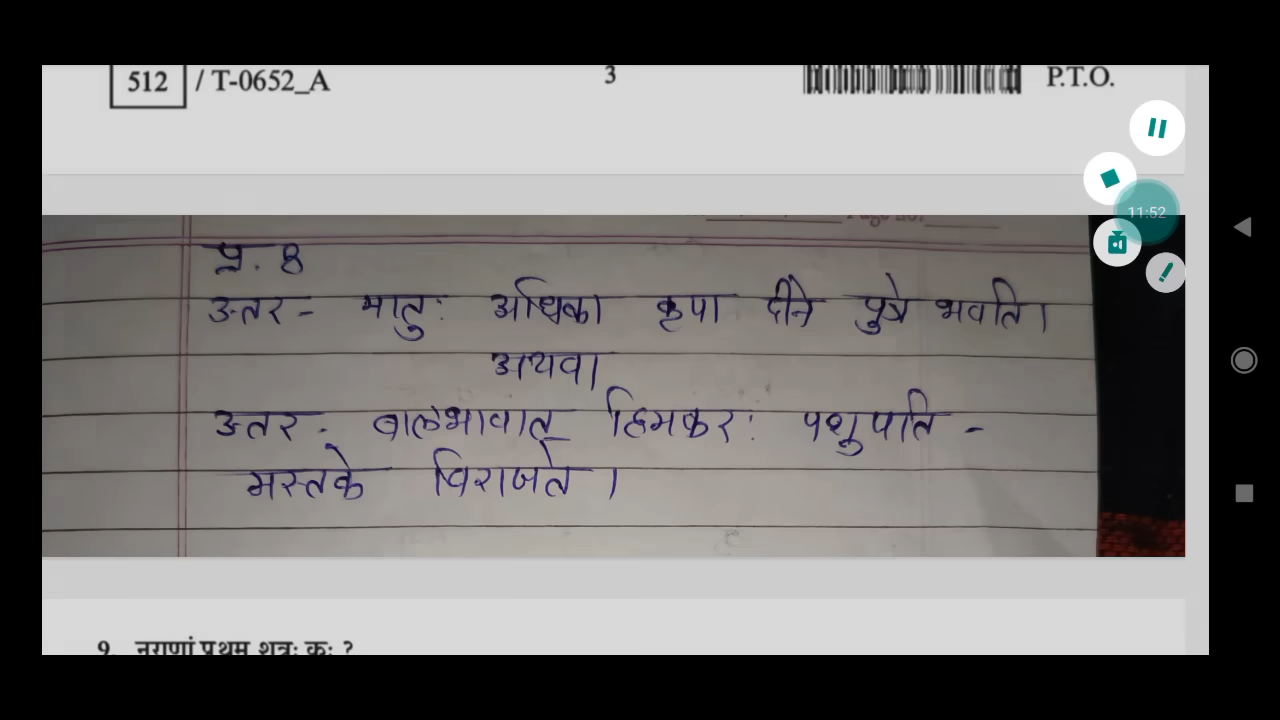 512 / T-0652_A 3 P.T.O.
11:52
प्र. 8
उत्तर - मातुः अधिका कृपा दीने पुत्रे भवति।
अथवा
उत्तर - बालभावात् हिमकरः पशुपति -
मस्तके विराजते।
9. नराणां प्रथम शत्रुः कः ?